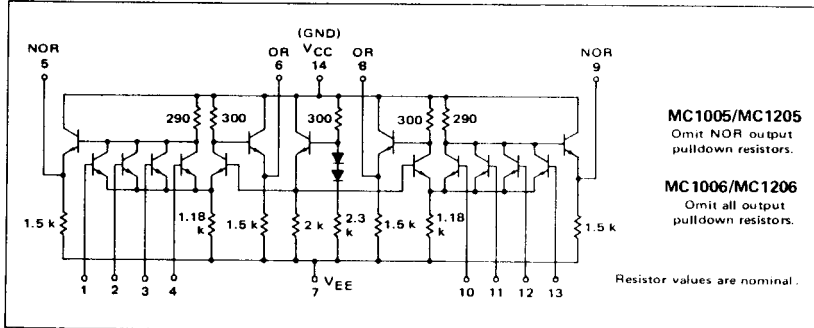 (GND)
NOR OR VCC OR NOR
5 6 14 8 9
290 300 300 300 290
1.5 k 1.18 k 1.5 k 2 k 2.3 k 1.5 k 1.18 k 1.5 k
1 2 3 4 7 VEE 10 11 12 13
MC1005/MC1205
Omit NOR output
pulldown resistors.
MC1006/MC1206
Omit all output
pulldown resistors.
Resistor values are nominal.